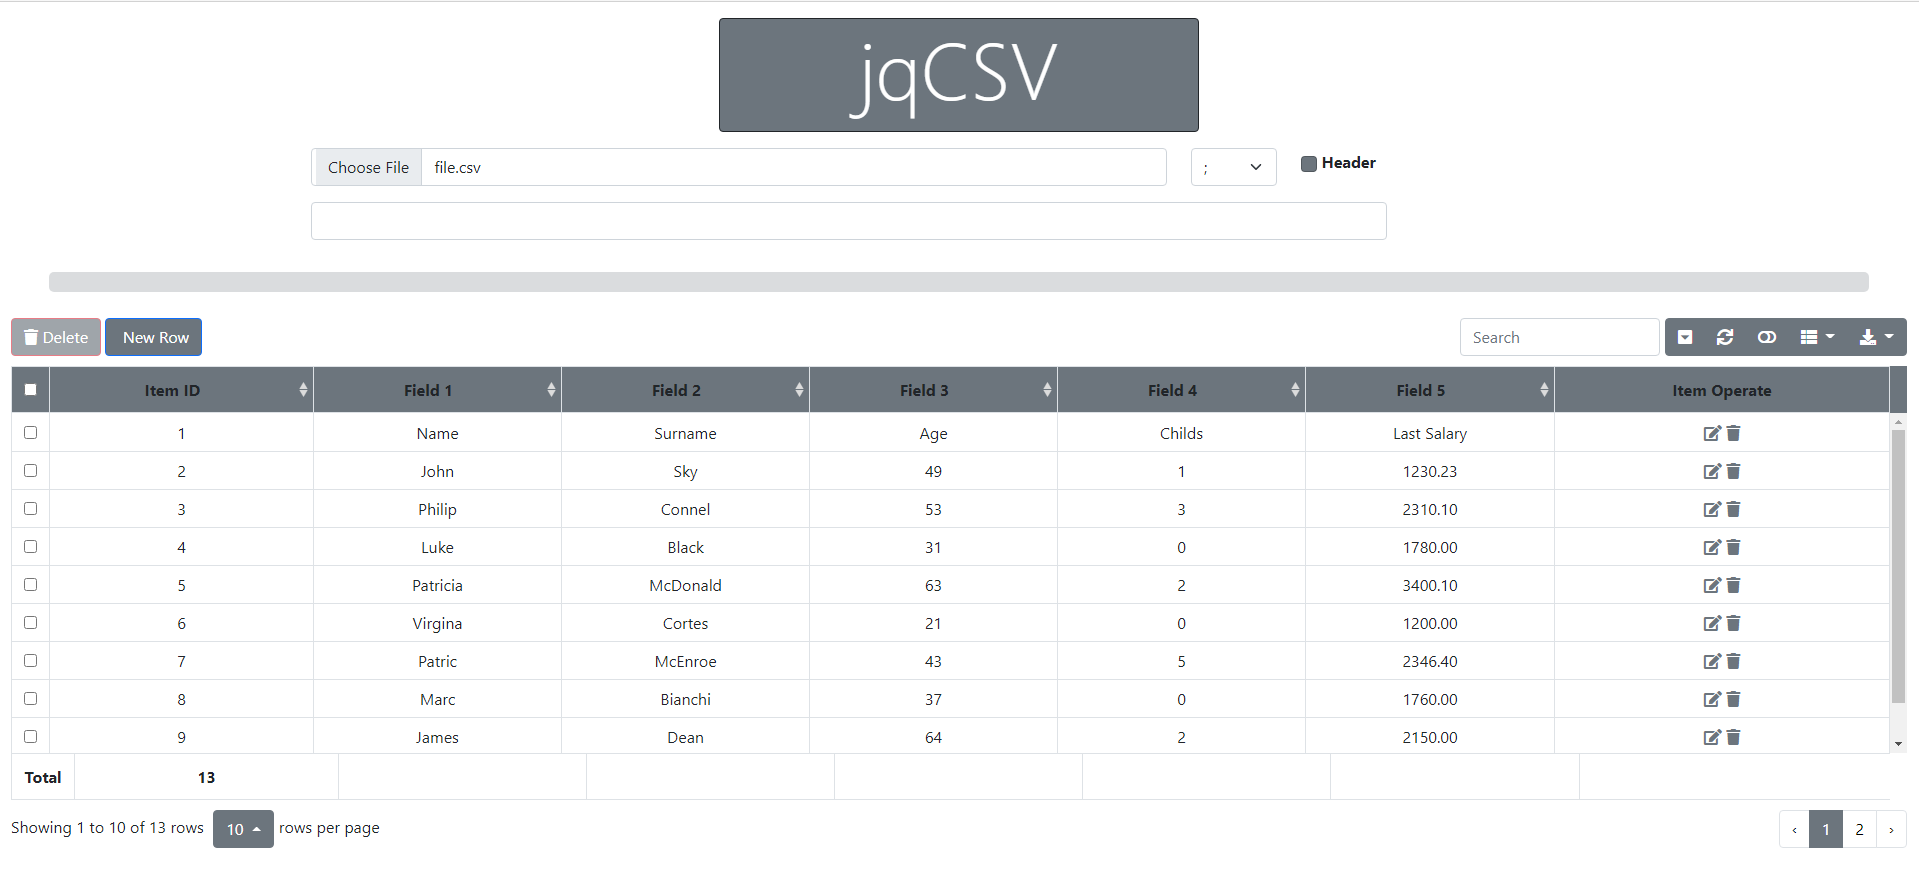 jqCSV
Choose File file.csv ; Header
Delete New Row Search
Item ID Field 1 Field 2 Field 3 Field 4 Field 5 Item Operate
1 Name Surname Age Childs Last Salary
2 John Sky 49 1 1230.23
3 Philip Connel 53 3 2310.10
4 Luke Black 31 0 1780.00
5 Patricia McDonald 63 2 3400.10
6 Virgina Cortes 21 0 1200.00
7 Patric McEnroe 43 5 2346.40
8 Marc Bianchi 37 0 1760.00
9 James Dean 64 2 2150.00
Total 13
Showing 1 to 10 of 13 rows 10 rows per page ‹ 1 2 ›